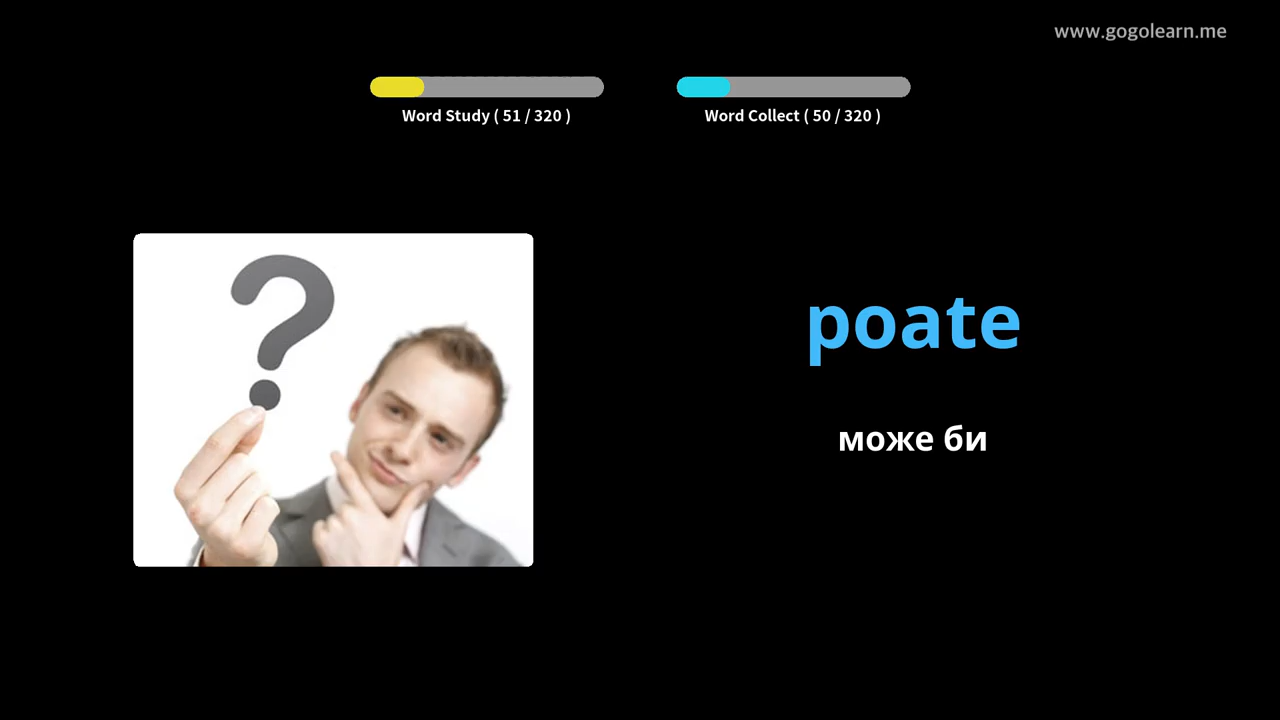 www.gogolearn.me
Word Study ( 51 / 320 )
Word Collect ( 50 / 320 )
poate
може би